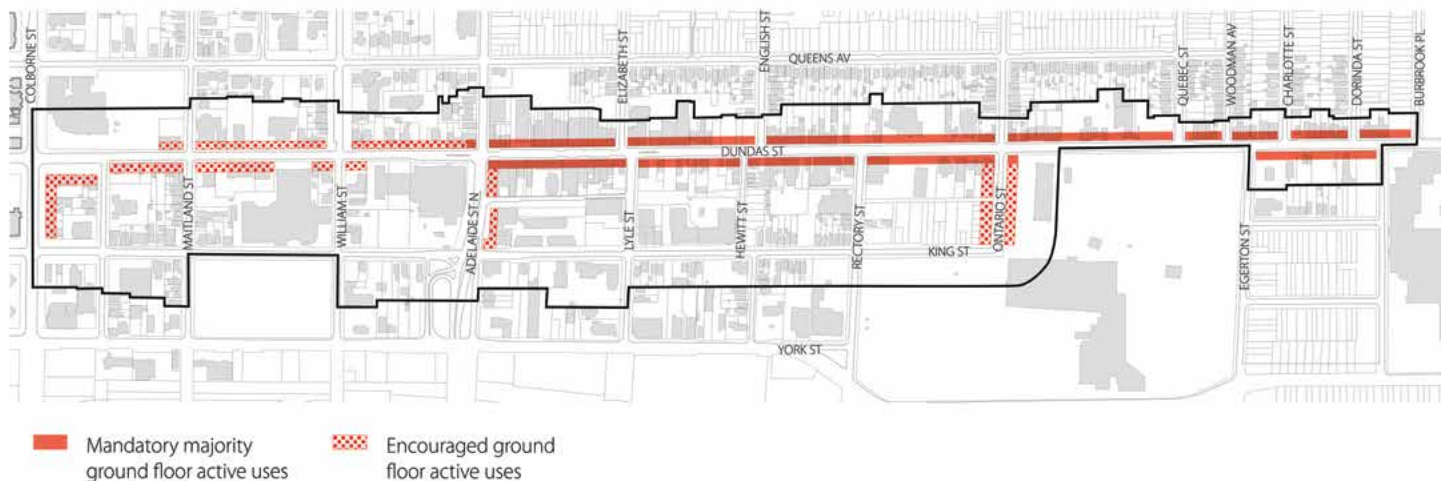 COLBORNE ST
ELIZABETH ST
ENGLISH ST
QUEENS AV
QUEBEC ST
WOODMAN AV
CHARLOTTE ST
DORINDA ST
BURBROOK PL
DUNDAS ST
MAITLAND ST
WILLIAM ST
ADELAIDE ST N
LYLE ST
HEWITT ST
RECTORY ST
KING ST
ONTARIO ST
EGERTON ST
YORK ST
Mandatory majority
ground floor active uses
Encouraged ground
floor active uses